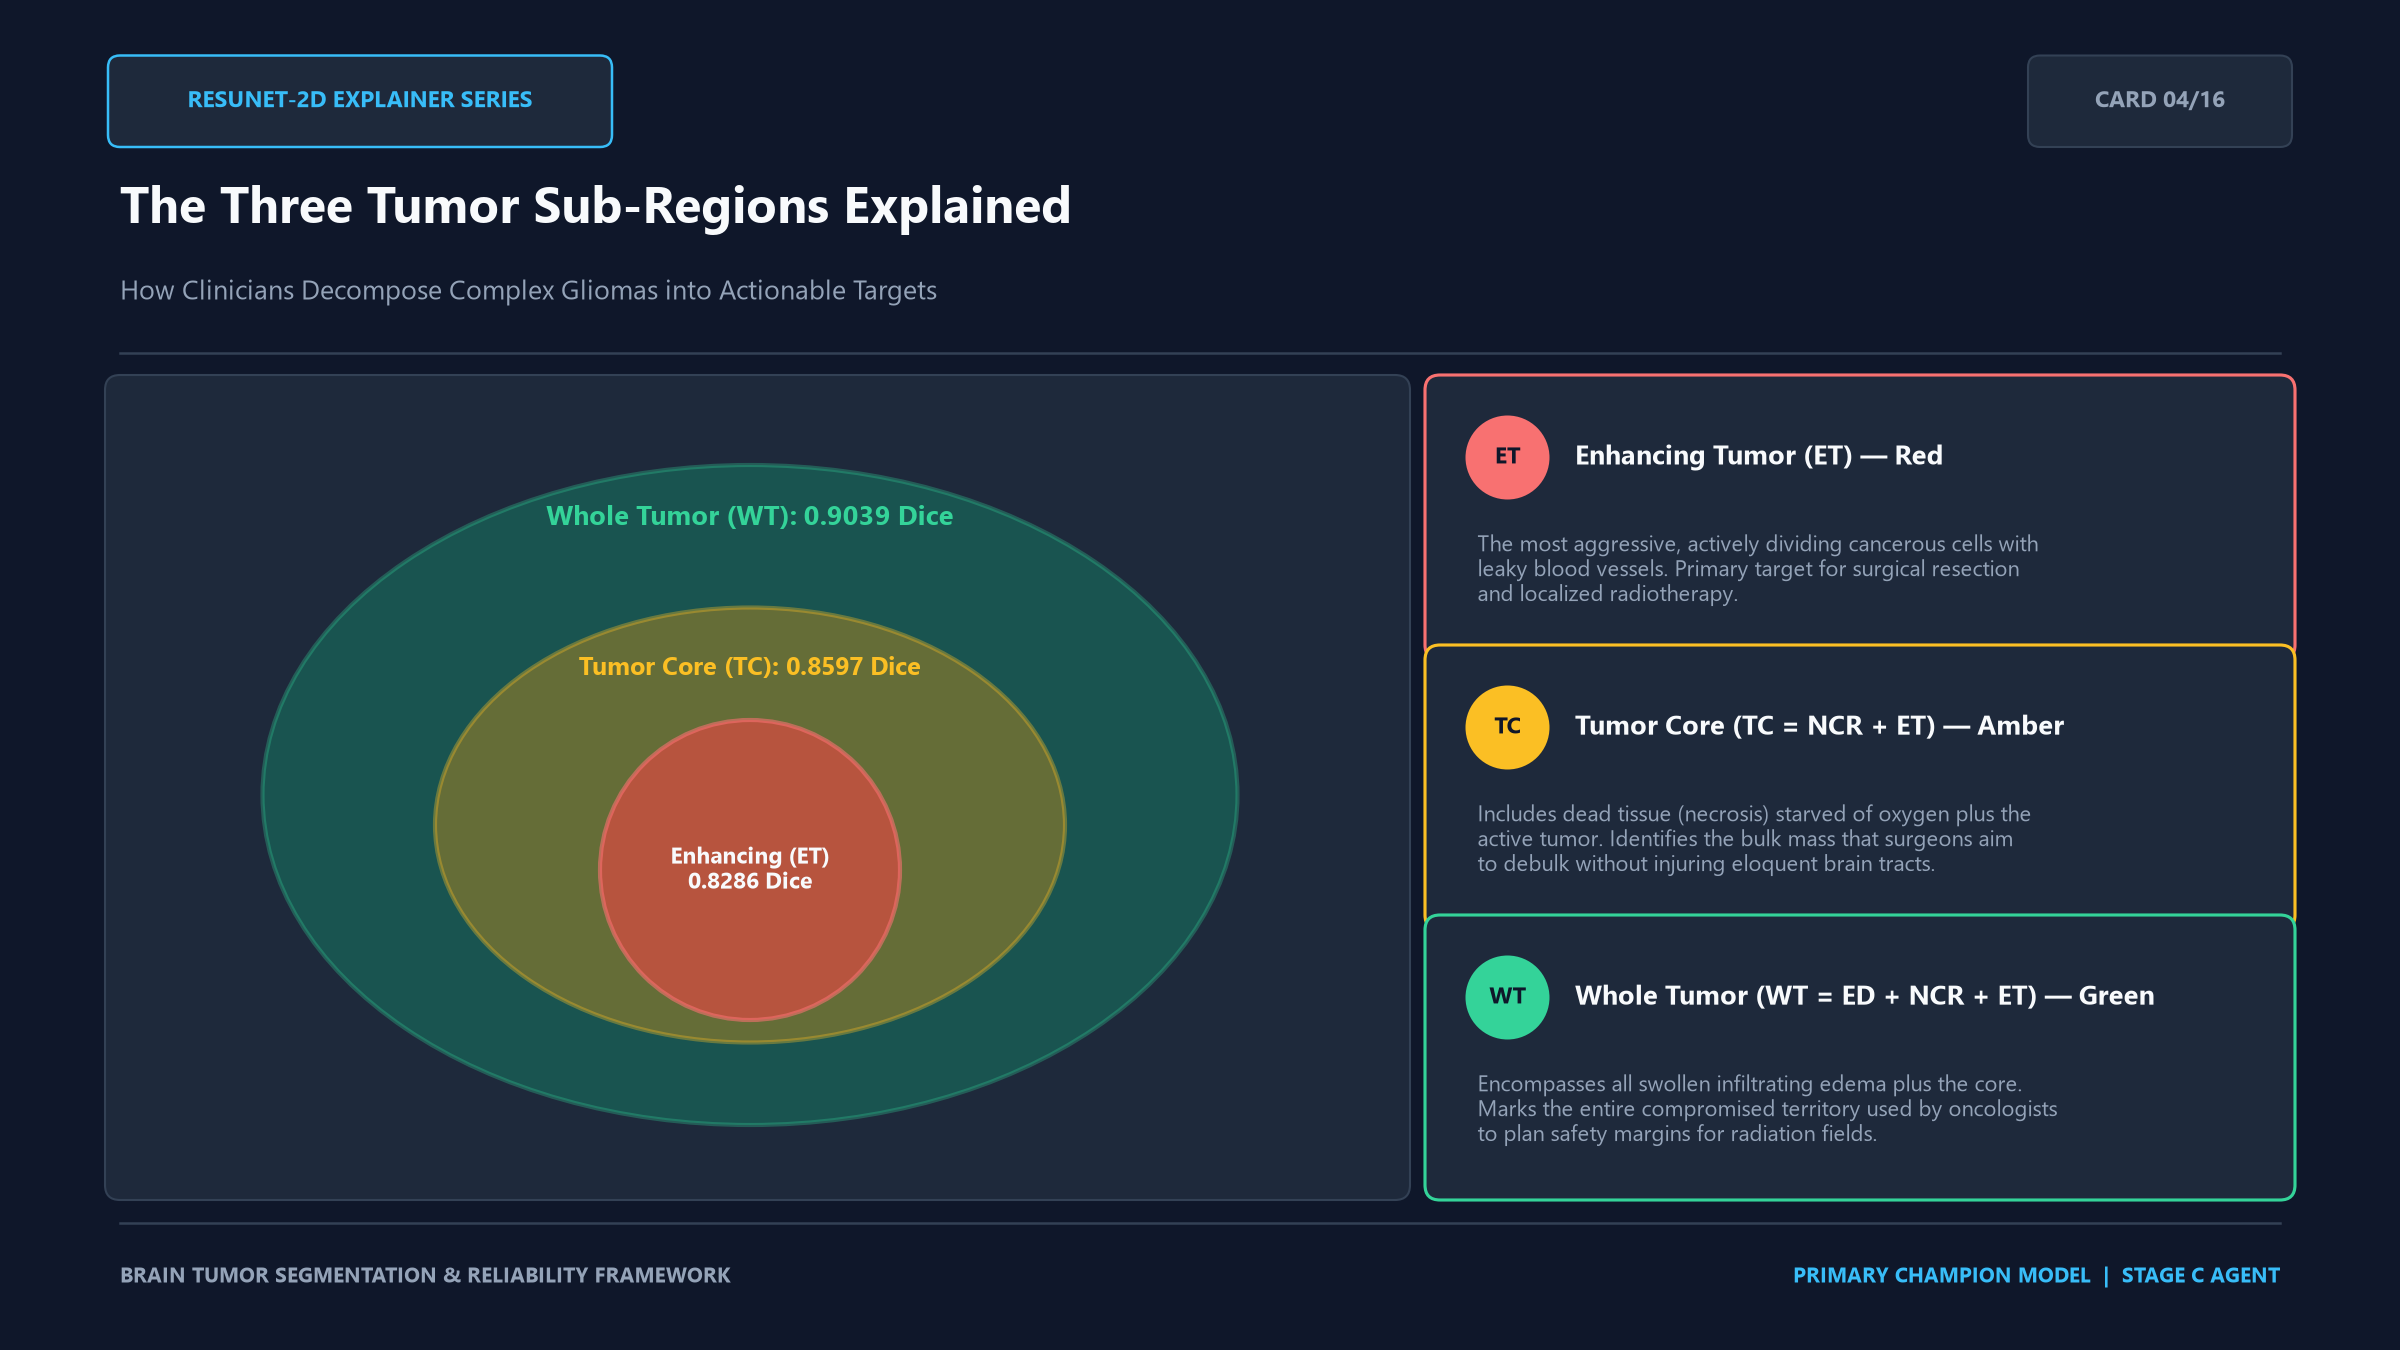 RESUNET-2D EXPLAINER SERIES
CARD 04/16
The Three Tumor Sub-Regions Explained
How Clinicians Decompose Complex Gliomas into Actionable Targets
Whole Tumor (WT): 0.9039 Dice
Tumor Core (TC): 0.8597 Dice
Enhancing (ET)
0.8286 Dice
ET
Enhancing Tumor (ET) — Red
The most aggressive, actively dividing cancerous cells with
leaky blood vessels. Primary target for surgical resection
and localized radiotherapy.
TC
Tumor Core (TC = NCR + ET) — Amber
Includes dead tissue (necrosis) starved of oxygen plus the
active tumor. Identifies the bulk mass that surgeons aim
to debulk without injuring eloquent brain tracts.
WT
Whole Tumor (WT = ED + NCR + ET) — Green
Encompasses all swollen infiltrating edema plus the core.
Marks the entire compromised territory used by oncologists
to plan safety margins for radiation fields.
BRAIN TUMOR SEGMENTATION & RELIABILITY FRAMEWORK
PRIMARY CHAMPION MODEL | STAGE C AGENT